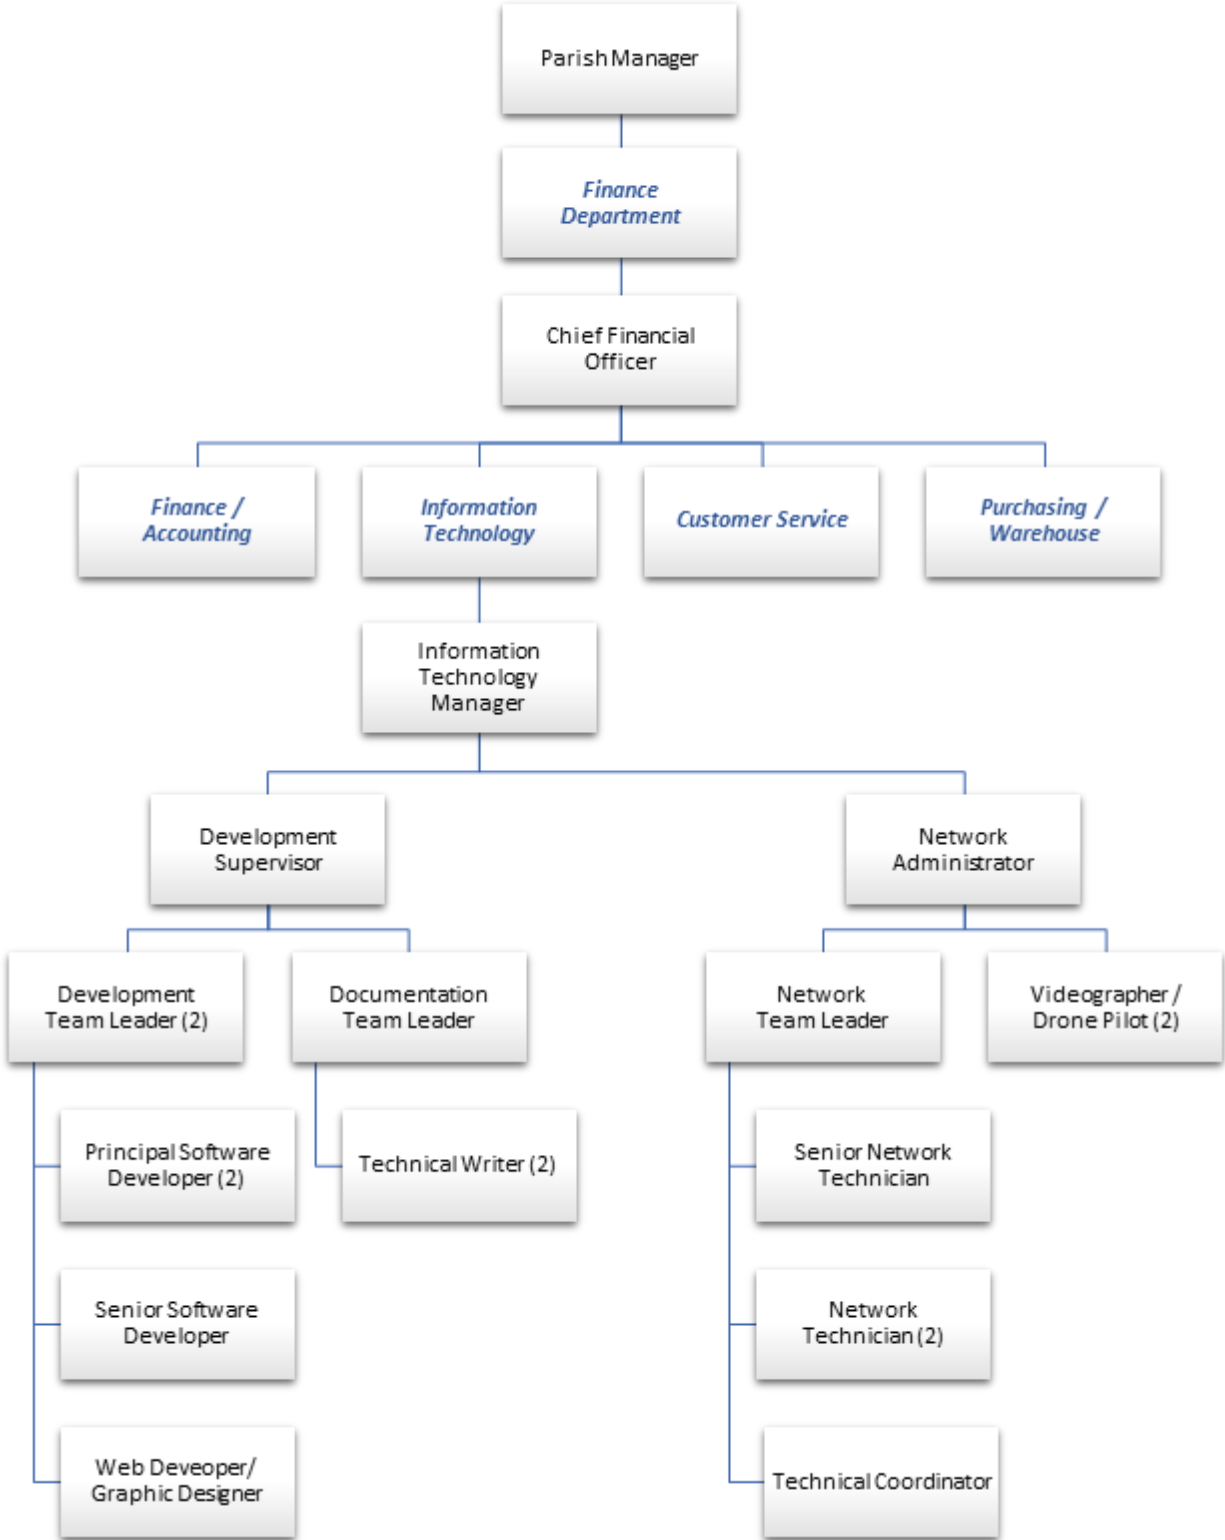 Parish Manager
Finance
Department
Chief Financial
Officer
Finance /
Accounting
Information
Technology
Customer Service
Purchasing /
Warehouse
Information
Technology
Manager
Development
Supervisor
Network
Administrator
Development
Team Leader (2)
Documentation
Team Leader
Network
Team Leader
Videographer /
Drone Pilot (2)
Principal Software
Developer (2)
Technical Writer (2)
Senior Network
Technician
Senior Software
Developer
Network
Technician (2)
Web Deveoper/
Graphic Designer
Technical Coordinator